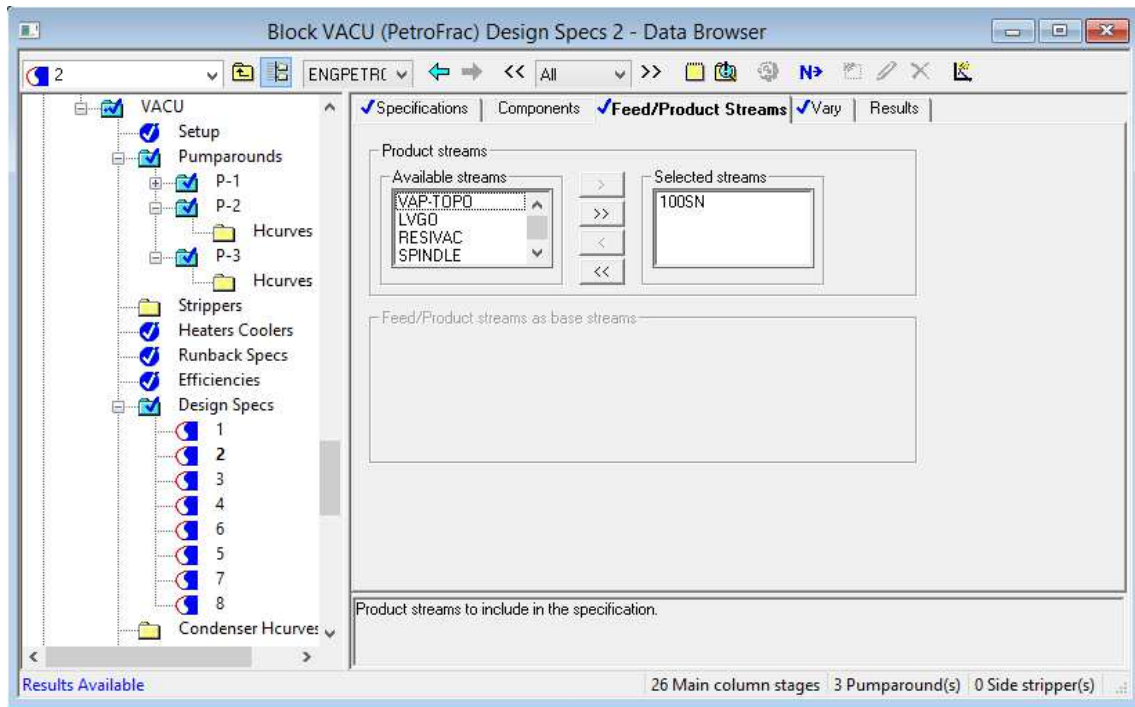 Block VACU (PetroFrac) Design Specs 2 - Data Browser
2
ENGPETRC
<< All >>
N
VACU
Setup
Pumparounds
P-1
P-2
Hcurves
P-3
Hcurves
Strippers
Heaters Coolers
Runback Specs
Efficiencies
Design Specs
1
2
3
4
6
5
7
8
Condenser Hcurves
Specifications Components Feed/Product Streams Vary Results
Product streams
Available streams
VAP-TOPO
LVGO
RESIVAC
SPINDLE
>
>>
<
<<
Selected streams
100SN
Feed/Product streams as base streams
Product streams to include in the specification.
Results Available
26 Main column stages 3 Pumparound(s) 0 Side stripper(s)